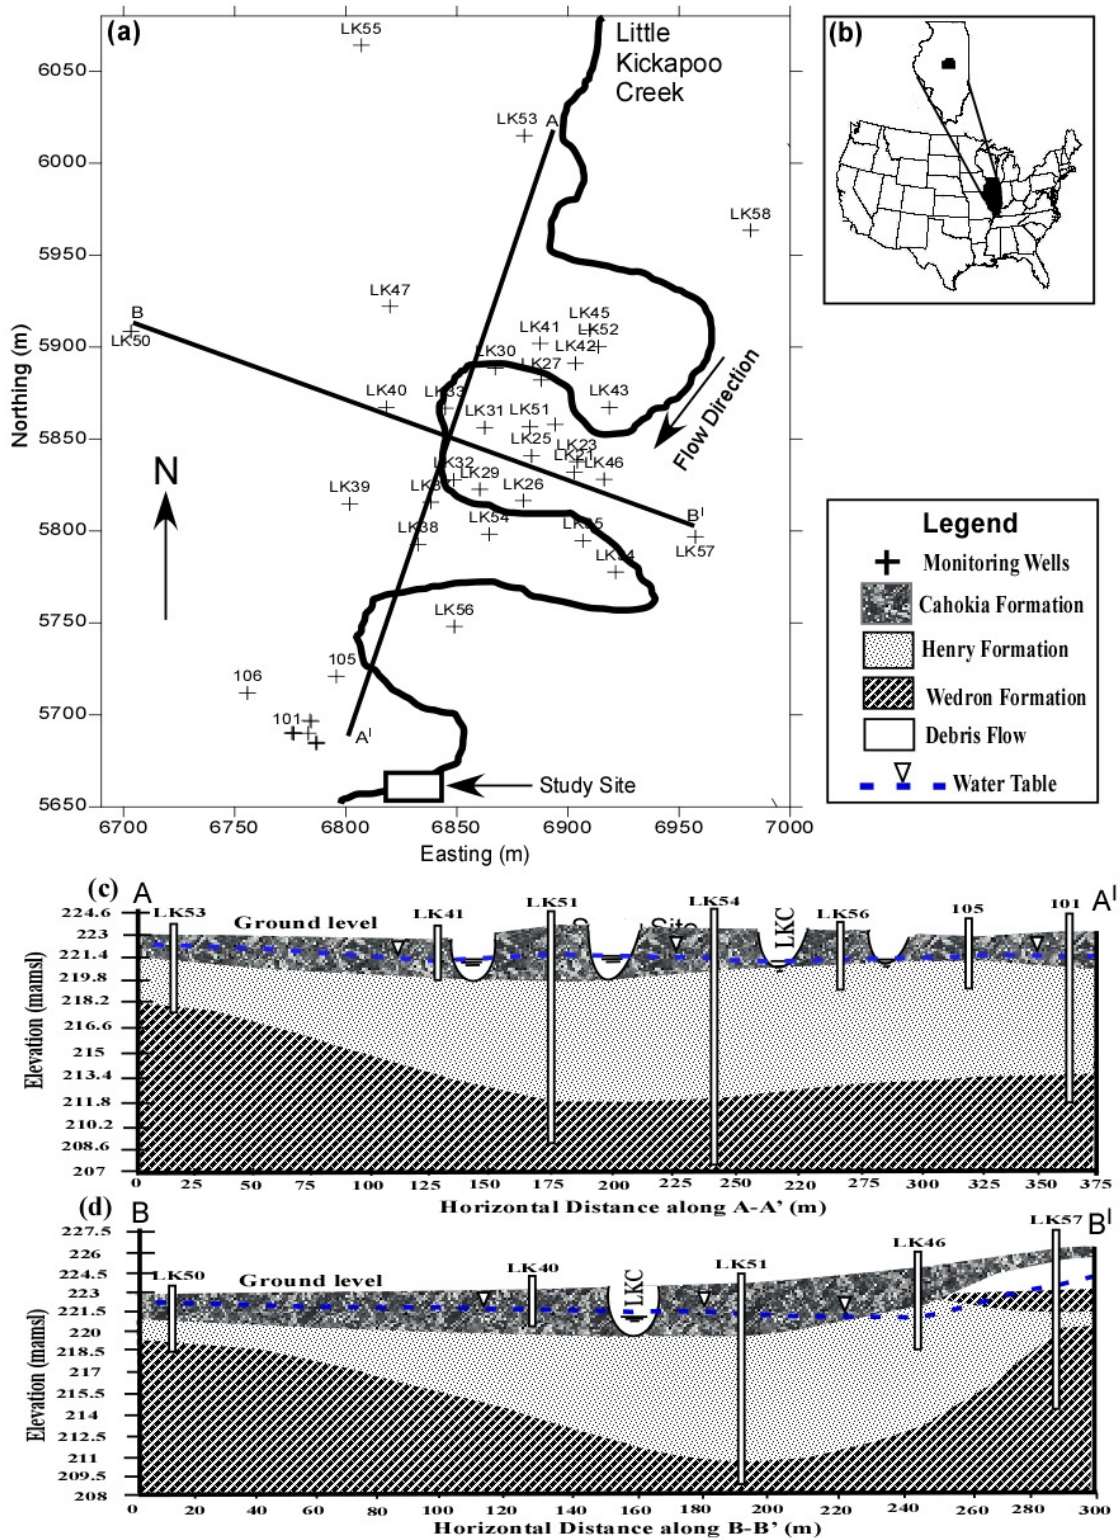 (a)
LK55
Little
Kickapoo
Creek
6050
LK53
A
6000
LK58
5950
LK47
B
LK50
LK45
LK41
LK52
LK42
5900
LK30
LK27
LK40
LK33
LK43
LK31
LK51
Flow Direction
5850
LK25
LK23
LK21
LK32
LK46
LK29
LK39
LK26
B^I
N
LK38
LK54
LK57
5800
LK56
5750
105
106
101
5700
A^I
Study Site
5650
Northing (m)
6700
6750
6800
6850
6900
6950
7000
Easting (m)
(b)
Legend
Monitoring Wells
Cahokia Formation
Henry Formation
Wedron Formation
Debris Flow
Water Table
(c)
A
A^I
LK53
Ground level
LK41
LK51
LK54
LKC
LK56
105
101
Site
224.6
223
221.4
219.8
218.2
216.6
215
213.4
211.8
210.2
208.6
207
Elevation (mamsl)
0
25
50
75
100
125
150
175
200
225
250
220
275
300
325
350
375
Horizontal Distance along A-A' (m)
(d)
B
B^I
LK50
Ground level
LK40
LKC
LK51
LK46
LK57
227.5
226
224.5
223
221.5
220
218.5
217
215.5
214
212.5
211
209.5
208
Elevation (mamsl)
0
20
40
60
80
100
120
140
160
180
200
220
240
260
280
300
Horizontal Distance along B-B' (m)